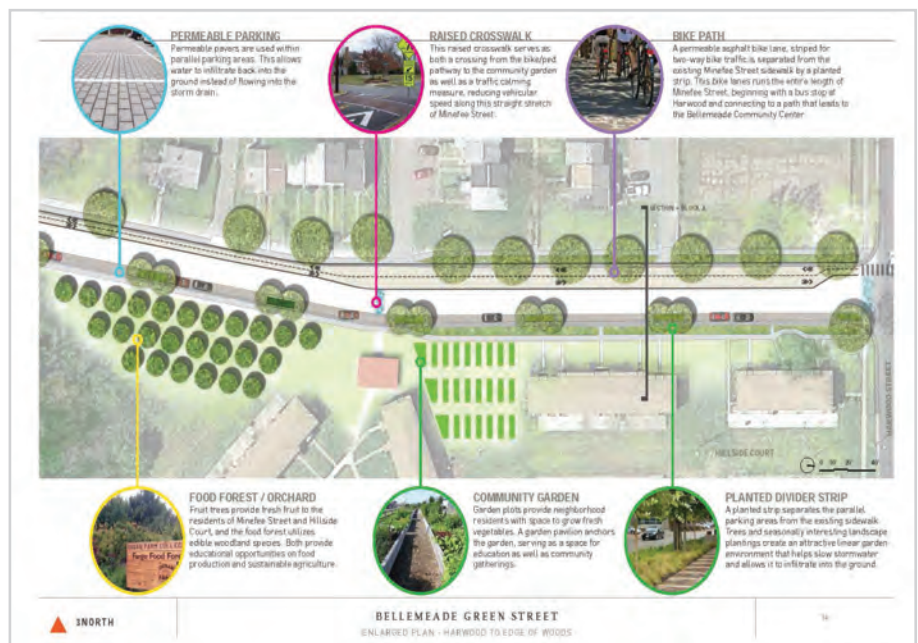 PERMEABLE PARKING
Permeable pavers are used within
parallel parking areas. This allows
water to infiltrate back into the
ground instead of flowing into the
storm drain.
RAISED CROSSWALK
This raised crosswalk serves as
both a crossing from the bike/ped
pathway to the community garden
as well as a traffic calming
measure, reducing vehicular
speed along this straight stretch
of Minefee Street.
BIKE PATH
A permeable asphalt bike lane, striped for
two-way bike traffic is separated from the
existing Minefee Street sidewalk by a planted
strip. This bike lanes runs the entire length of
Minefee Street, beginning with a bus stop at
Harwood and connecting to a path that leads to
the Bellemeade Community Center
HARWOOD STREET
HILLSIDE COURT
FOOD FOREST / ORCHARD
Fruit trees provide fresh fruit to the
residents of Minefee Street and Hillside
Court, and the food forest utilizes
edible woodland species. Both provide
educational opportunities on food
production and sustainable agriculture.
COMMUNITY GARDEN
Garden plots provide neighborhood
residents with space to grow fresh
vegetables. A garden pavilion anchors
the garden, serving as a space for
education as well as community
gatherings.
PLANTED DIVIDER STRIP
A planted strip separates the parallel
parking areas from the existing sidewalk.
Trees and seasonally interesting landscape
plantings create an attractive linear garden
environment that helps slow stormwater
and allows it to infiltrate into the ground.
3NORTH
BELLEMEADE GREEN STREET
ENLARGED PLAN - HARWOOD TO EDGE OF WOODS